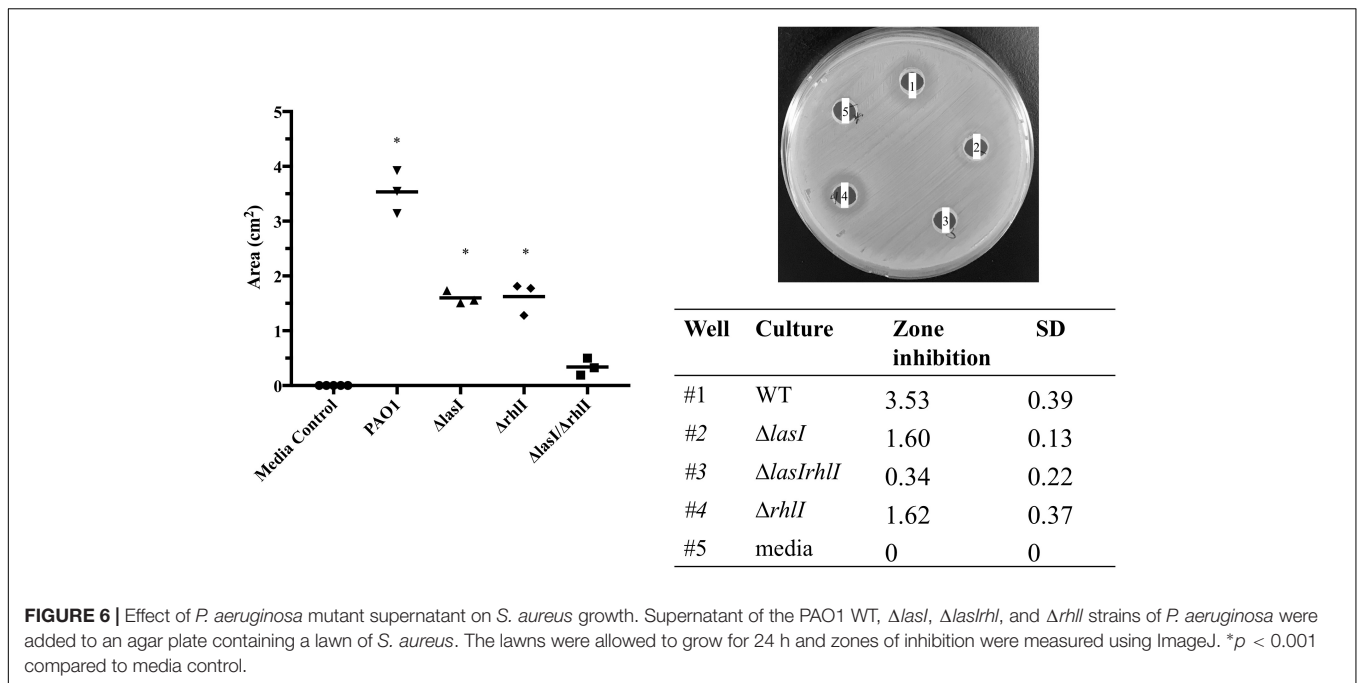 5
4
3
2
1
0
Area (cm²)
*
*
*
Media Control
PAO1
ΔlasI
ΔrhlI
ΔlasI/ΔrhlI
1
5
2
4
3
Well Culture Zone inhibition SD
#1 WT 3.53 0.39
#2 ΔlasI 1.60 0.13
#3 ΔlasIrhlI 0.34 0.22
#4 ΔrhlI 1.62 0.37
#5 media 0 0
FIGURE 6 | Effect of P. aeruginosa mutant supernatant on S. aureus growth. Supernatant of the PAO1 WT, ΔlasI, ΔlasIrhl, and ΔrhlI strains of P. aeruginosa were
added to an agar plate containing a lawn of S. aureus. The lawns were allowed to grow for 24 h and zones of inhibition were measured using ImageJ. *p < 0.001
compared to media control.